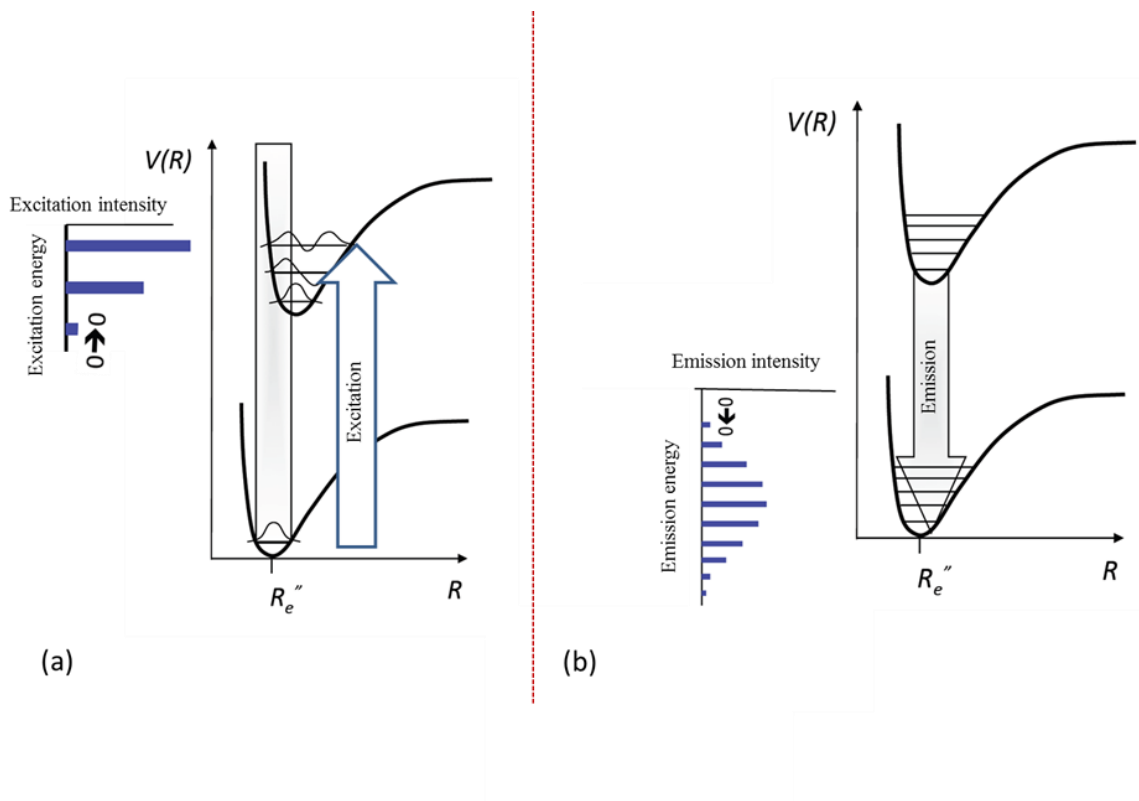 V(R)
Excitation intensity
Excitation energy
0➔0
Excitation
Rₑ″
R
(a)
V(R)
Emission intensity
0➔0
Emission energy
Emission
Rₑ″
R
(b)